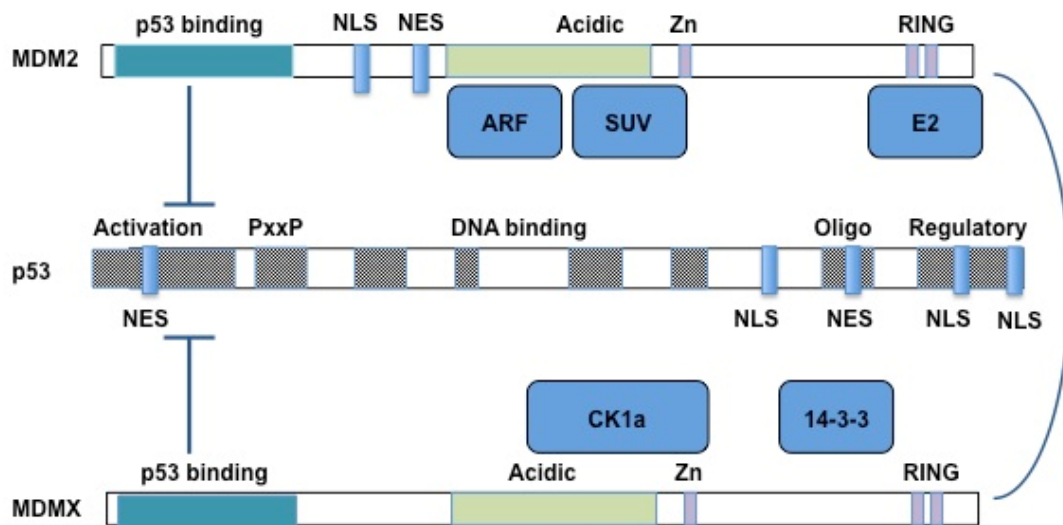 p53 binding NLS NES Acidic Zn RING
MDM2
ARF SUV E2
Activation PxxP DNA binding Oligo Regulatory
p53
NES NLS NES NLS NLS
CK1a 14-3-3
p53 binding Acidic Zn RING
MDMX